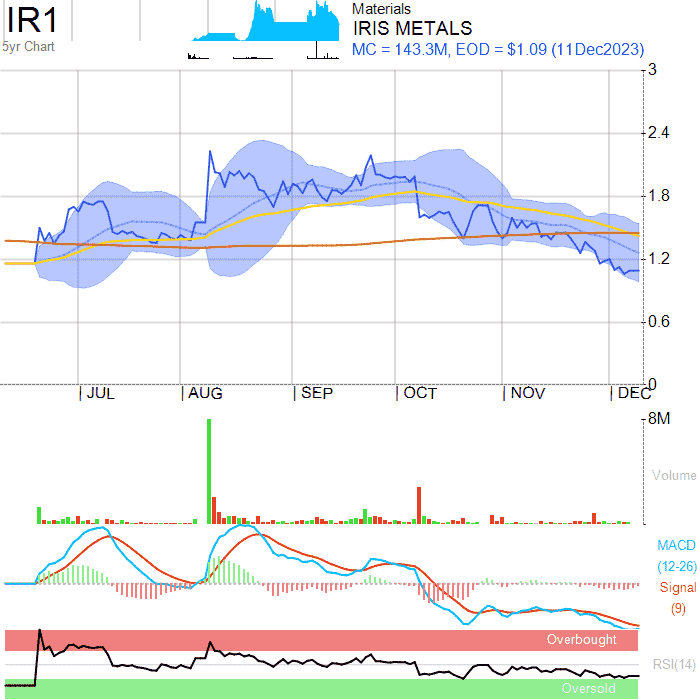 IR1
5yr Chart
Materials
IRIS METALS
MC = 143.3M, EOD = $1.09 (11Dec2023)
3
2.4
1.8
1.2
0.6
0
JUL AUG SEP OCT NOV DEC
8M
Volume
MACD
(12-26)
Signal
(9)
Overbought
RSI(14)
Oversold